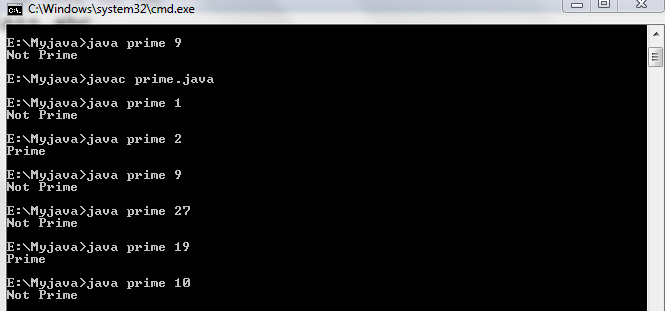 C:\Windows\system32\cmd.exe
E:\Myjava>java prime 9
Not Prime
E:\Myjava>javac prime.java
E:\Myjava>java prime 1
Not Prime
E:\Myjava>java prime 2
Prime
E:\Myjava>java prime 9
Not Prime
E:\Myjava>java prime 27
Not Prime
E:\Myjava>java prime 19
Prime
E:\Myjava>java prime 10
Not Prime